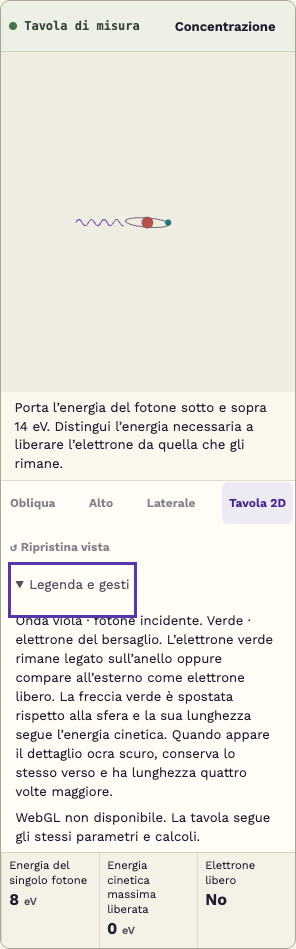 Tavola di misura
Concentrazione
Porta l’energia del fotone sotto e sopra
14 eV. Distingui l’energia necessaria a
liberare l’elettrone da quella che gli
rimane.
Obliqua Alto Laterale Tavola 2D
↺ Ripristina vista
▼ Legenda e gesti
Onda viola · fotone incidente. Verde ·
elettrone del bersaglio. L’elettrone verde
rimane legato sull’anello oppure
compare all’esterno come elettrone
libero. La freccia verde è spostata
rispetto alla sfera e la sua lunghezza
segue l’energia cinetica. Quando appare
il dettaglio ocra scuro, conserva lo
stesso verso e ha lunghezza quattro
volte maggiore.
WebGL non disponibile. La tavola segue
gli stessi parametri e calcoli.
Energia del
singolo fotone
8 eV
Energia
cinetica
massima
liberata
0 eV
Elettrone
libero
No